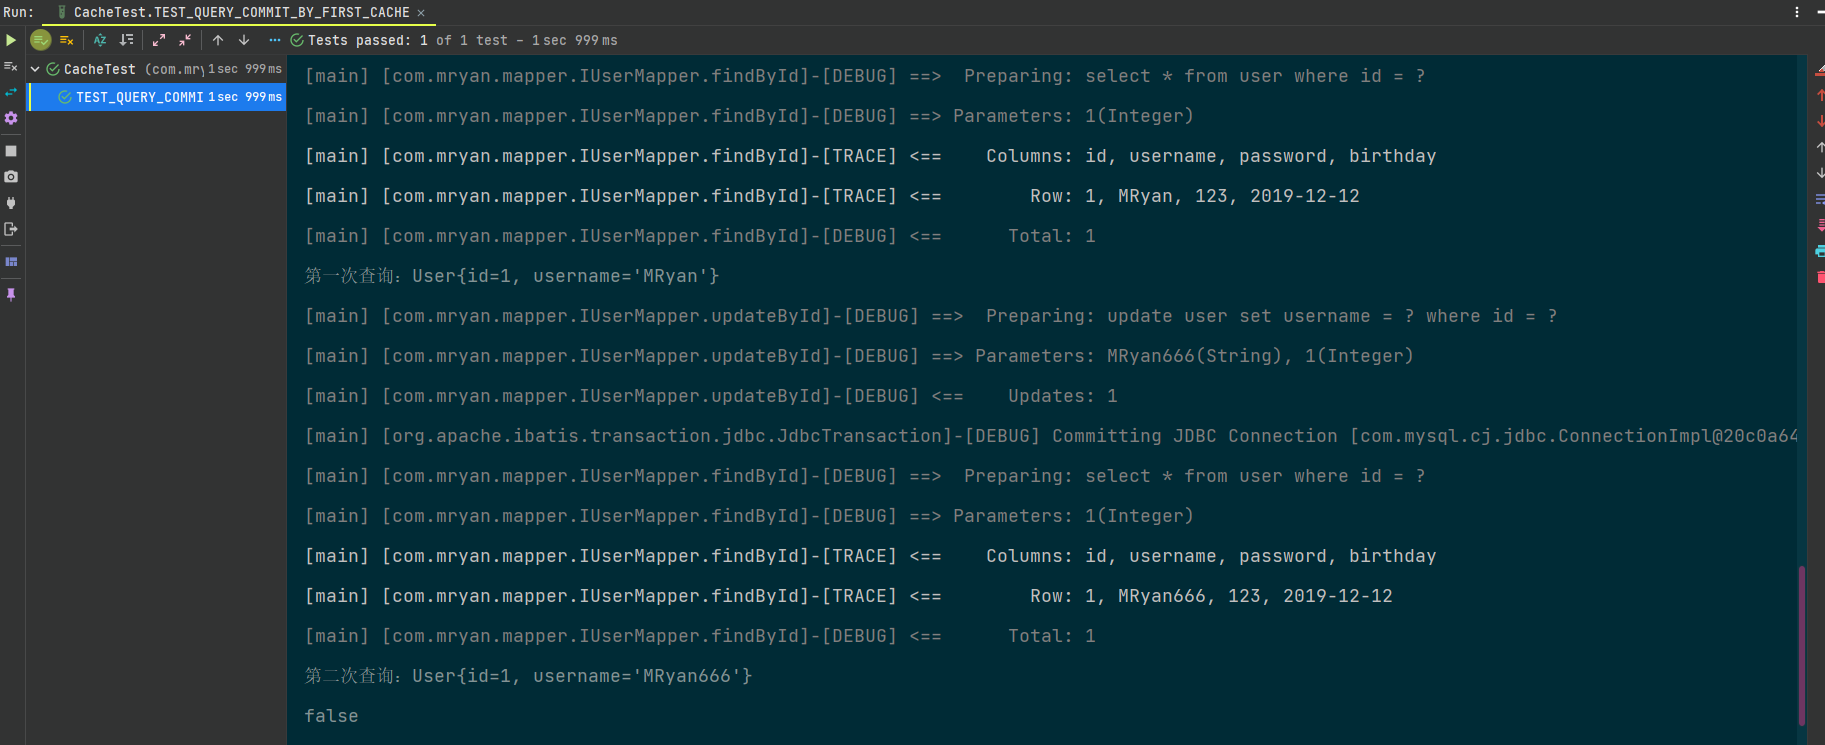 Run: CacheTest.TEST_QUERY_COMMIT_BY_FIRST_CACHE ×
Tests passed: 1 of 1 test – 1 sec 999 ms
CacheTest (com.mry 1 sec 999 ms
TEST_QUERY_COMMI 1 sec 999 ms
[main] [com.mryan.mapper.IUserMapper.findById]-[DEBUG] ==>  Preparing: select * from user where id = ?
[main] [com.mryan.mapper.IUserMapper.findById]-[DEBUG] ==> Parameters: 1(Integer)
[main] [com.mryan.mapper.IUserMapper.findById]-[TRACE] <==    Columns: id, username, password, birthday
[main] [com.mryan.mapper.IUserMapper.findById]-[TRACE] <==        Row: 1, MRyan, 123, 2019-12-12
[main] [com.mryan.mapper.IUserMapper.findById]-[DEBUG] <==      Total: 1
第一次查询：User{id=1, username='MRyan'}
[main] [com.mryan.mapper.IUserMapper.updateById]-[DEBUG] ==>  Preparing: update user set username = ? where id = ?
[main] [com.mryan.mapper.IUserMapper.updateById]-[DEBUG] ==> Parameters: MRyan666(String), 1(Integer)
[main] [com.mryan.mapper.IUserMapper.updateById]-[DEBUG] <==    Updates: 1
[main] [org.apache.ibatis.transaction.jdbc.JdbcTransaction]-[DEBUG] Committing JDBC Connection [com.mysql.cj.jdbc.ConnectionImpl@20c0a64
[main] [com.mryan.mapper.IUserMapper.findById]-[DEBUG] ==>  Preparing: select * from user where id = ?
[main] [com.mryan.mapper.IUserMapper.findById]-[DEBUG] ==> Parameters: 1(Integer)
[main] [com.mryan.mapper.IUserMapper.findById]-[TRACE] <==    Columns: id, username, password, birthday
[main] [com.mryan.mapper.IUserMapper.findById]-[TRACE] <==        Row: 1, MRyan666, 123, 2019-12-12
[main] [com.mryan.mapper.IUserMapper.findById]-[DEBUG] <==      Total: 1
第二次查询：User{id=1, username='MRyan666'}
false